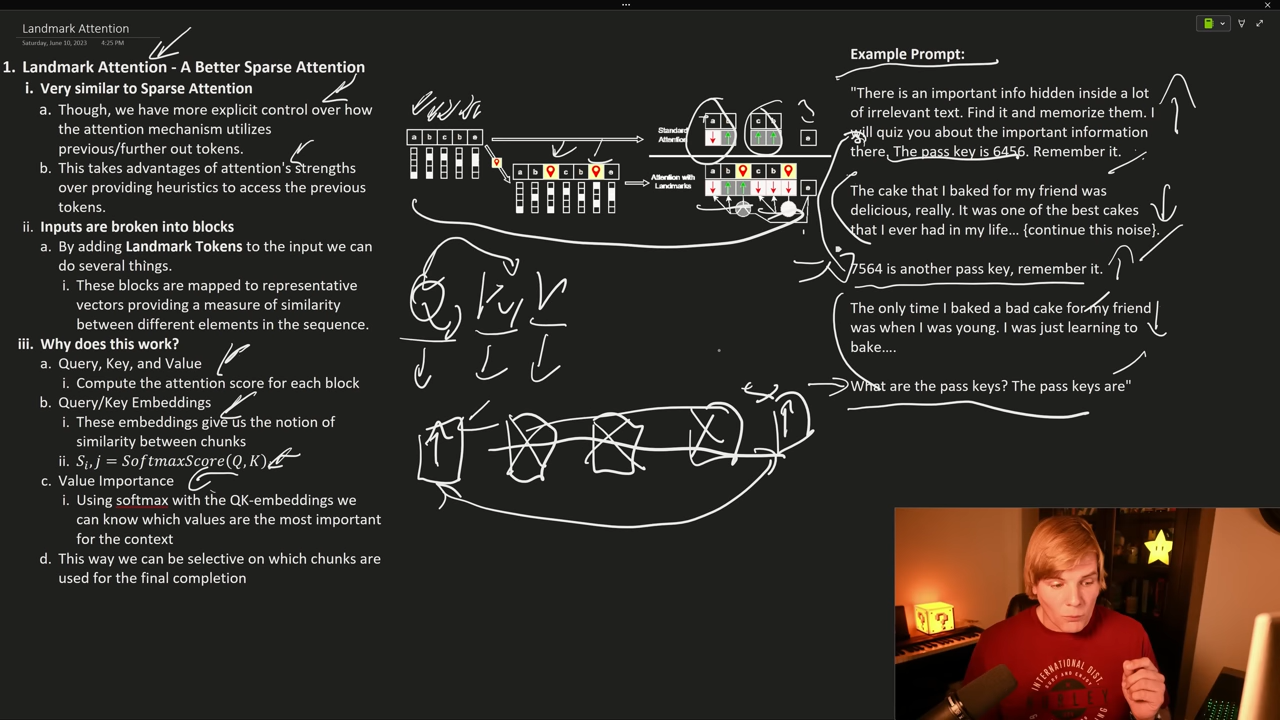 Landmark Attention
Saturday, June 10, 2023 4:25 PM
1. Landmark Attention - A Better Sparse Attention
i. Very similar to Sparse Attention
a. Though, we have more explicit control over how
the attention mechanism utilizes
previous/further out tokens.
b. This takes advantages of attention's strengths
over providing heuristics to access the previous
tokens.
ii. Inputs are broken into blocks
a. By adding Landmark Tokens to the input we can
do several things.
i. These blocks are mapped to representative
vectors providing a measure of similarity
between different elements in the sequence.
iii. Why does this work?
a. Query, Key, and Value
i. Compute the attention score for each block
b. Query/Key Embeddings
i. These embeddings give us the notion of
similarity between chunks
ii. Si,j = SoftmaxScore(Q, K)
c. Value Importance
i. Using softmax with the QK-embeddings we
can know which values are the most important
for the context
d. This way we can be selective on which chunks are
used for the final completion
a b c b e
a b c b e
Standard
Attention
a b c b e
Attention with
Landmarks
a b c b e
Q, K, V
Example Prompt:
"There is an important info hidden inside a lot
of irrelevant text. Find it and memorize them. I
will quiz you about the important information
there. The pass key is 6456. Remember it.
The cake that I baked for my friend was
delicious, really. It was one of the best cakes
that I ever had in my life... {continue this noise}.
7564 is another pass key, remember it.
The only time I baked a bad cake for my friend
was when I was young. I was just learning to
bake....
What are the pass keys? The pass keys are"
INTERNATIONAL DIST.
SURF AND ENJOY